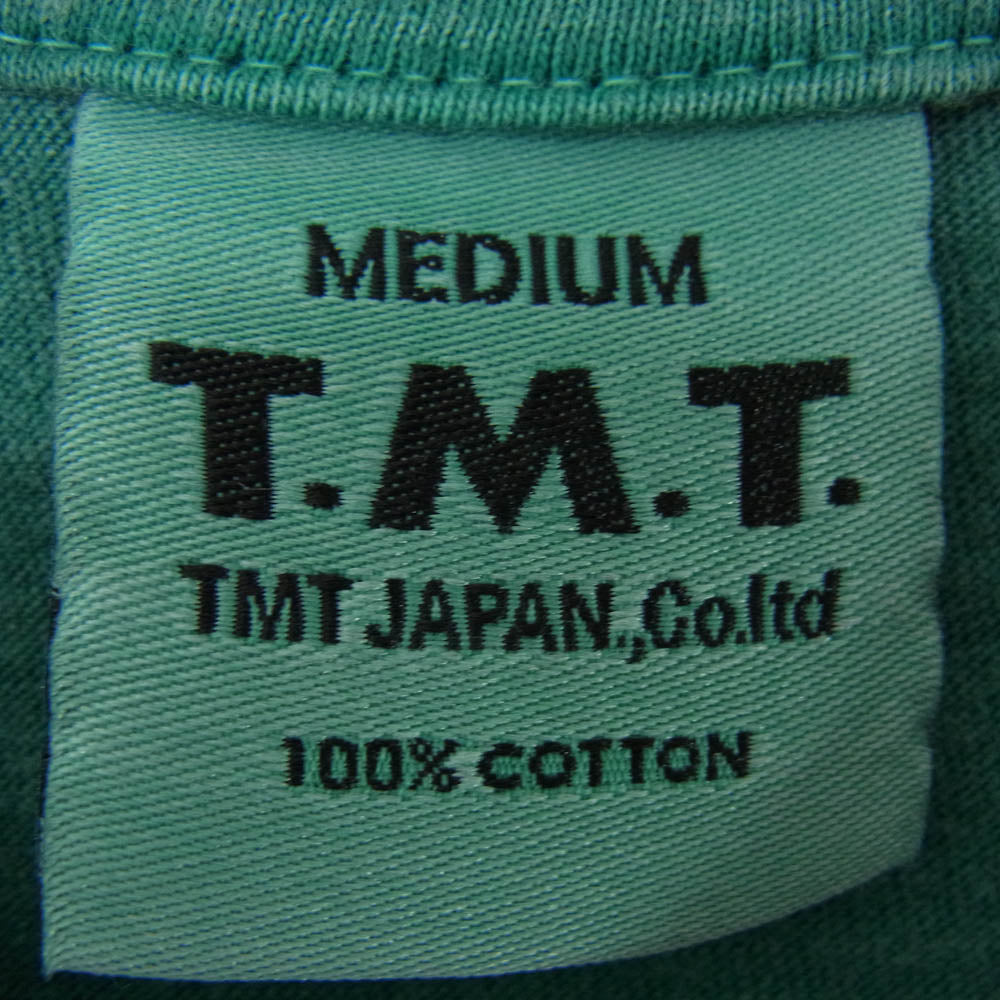 MEDIUM
T.M.T.
TMT JAPAN.,Co.ltd
100% COTTON